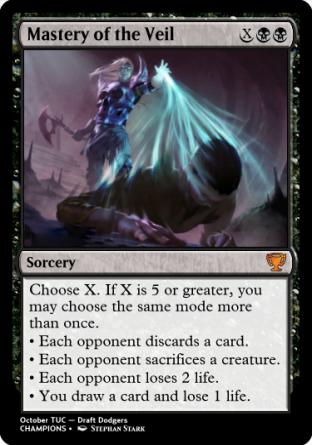 Mastery of the Veil X
Sorcery
Choose X. If X is 5 or greater, you
may choose the same mode more
than once.
• Each opponent discards a card.
• Each opponent sacrifices a creature.
• Each opponent loses 2 life.
• You draw a card and lose 1 life.
October TUC — Draft Dodgers
CHAMPIONS • Stephan Stark